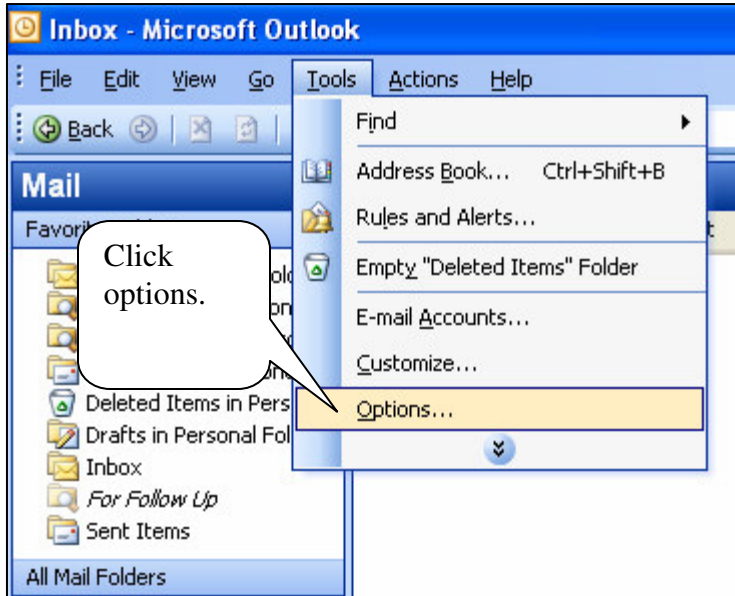 Inbox - Microsoft Outlook
File Edit View Go Tools Actions Help
Back
Find
Address Book... Ctrl+Shift+B
Rules and Alerts...
Empty "Deleted Items" Folder
E-mail Accounts...
Customize...
Options...
Mail
Click
options.
Deleted Items in Pers
Drafts in Personal Fol
Inbox
For Follow Up
Sent Items
All Mail Folders